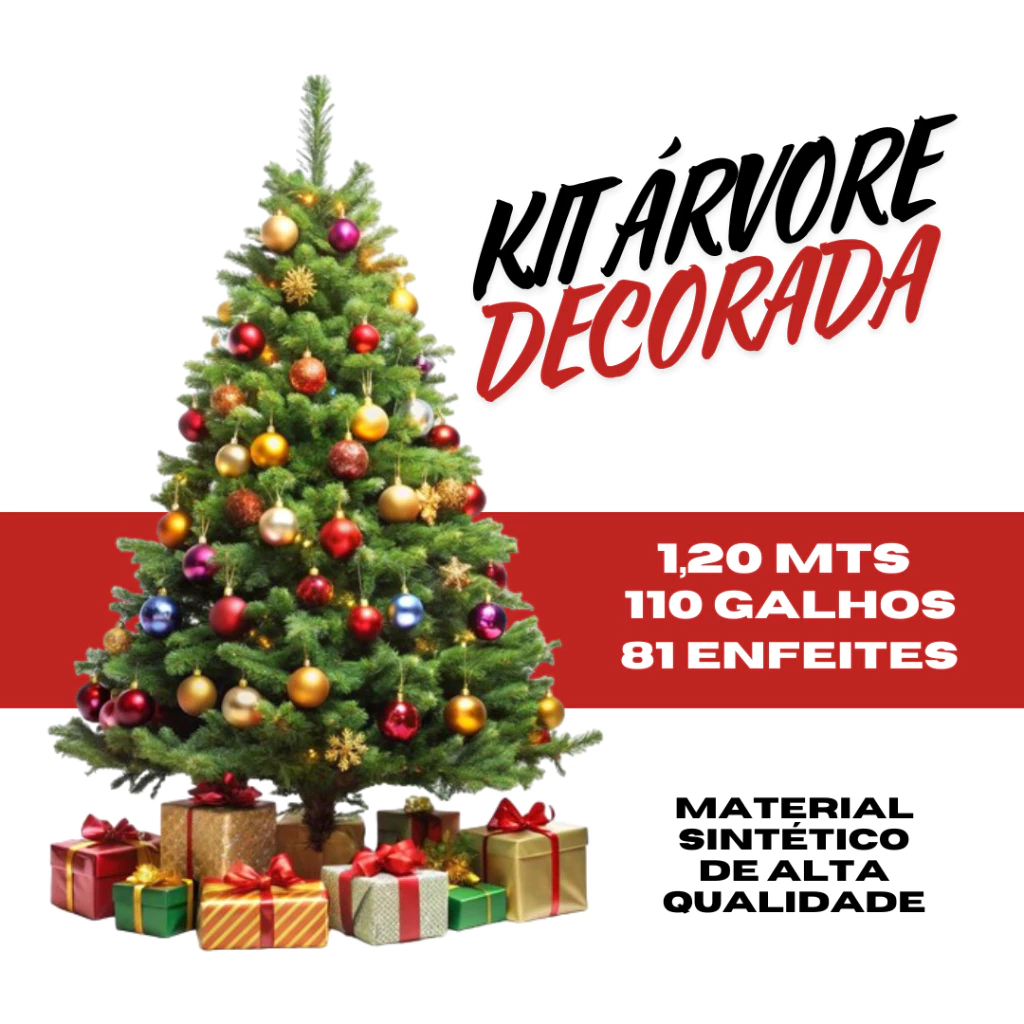 KIT ÁRVORE
DECORADA
1,20 MTS
110 GALHOS
81 ENFEITES
MATERIAL
SINTÉTICO
DE ALTA
QUALIDADE